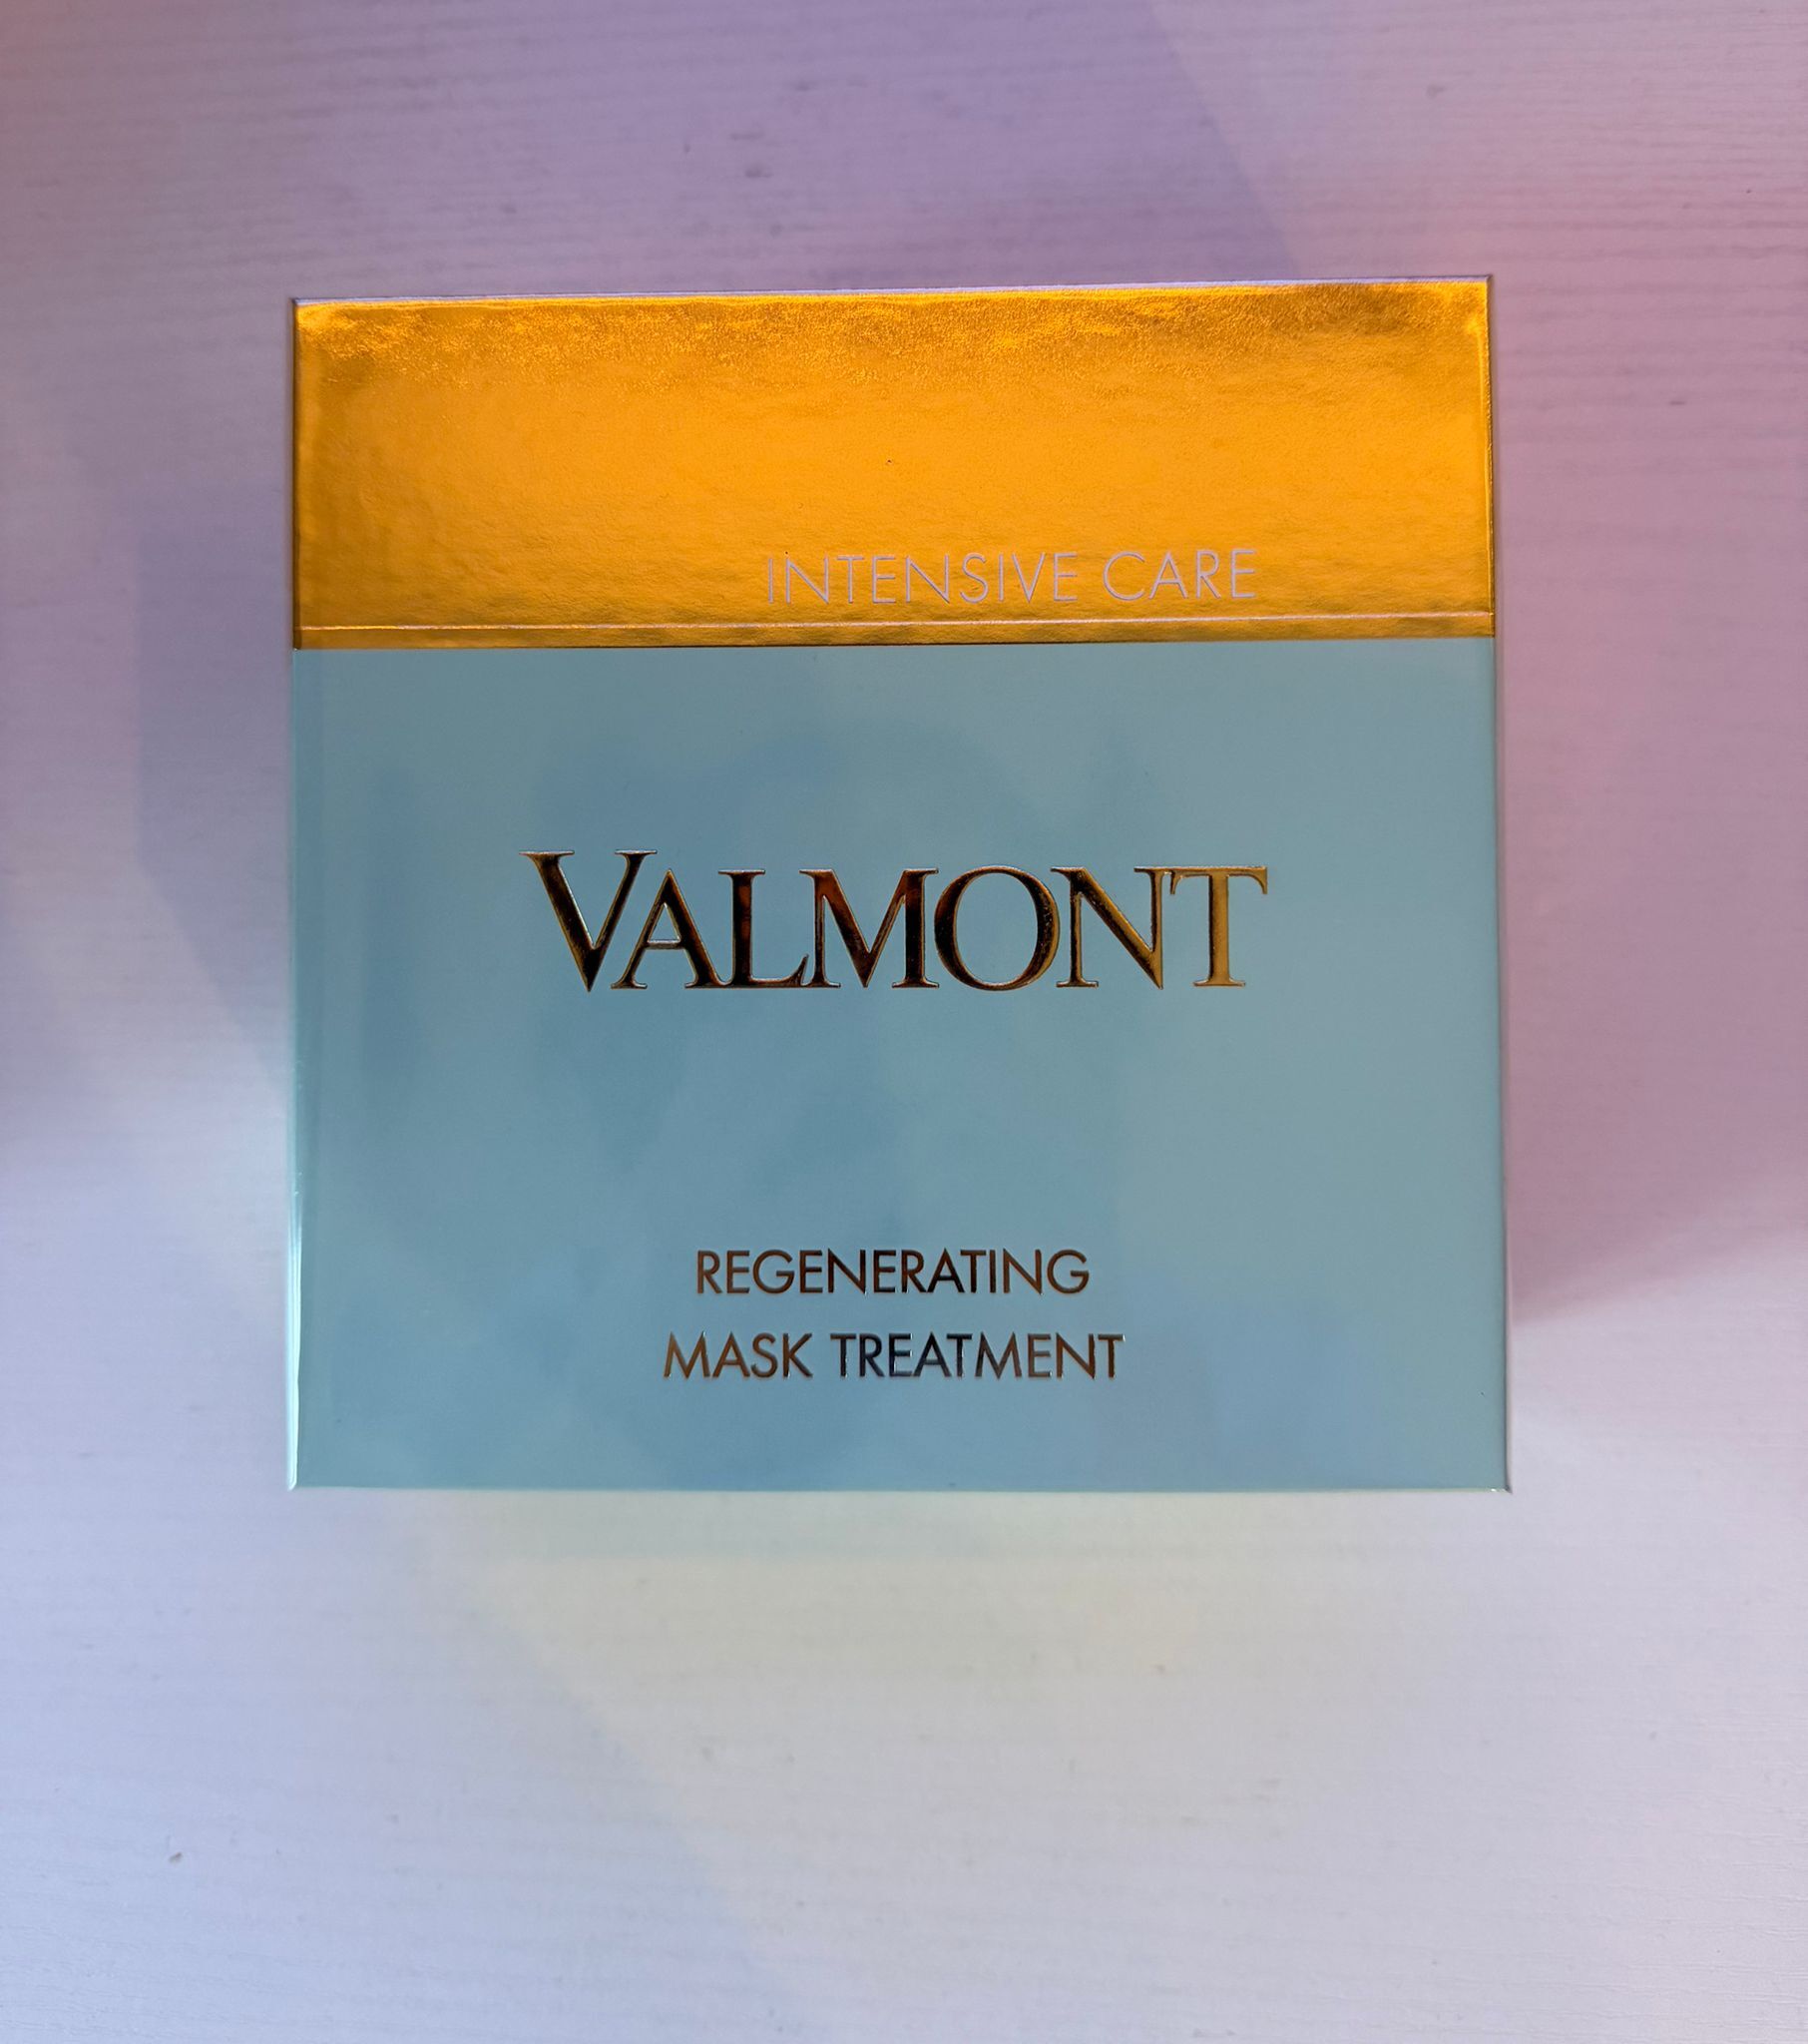 INTENSIVE CARE
VALMONT
REGENERATING
MASK TREATMENT